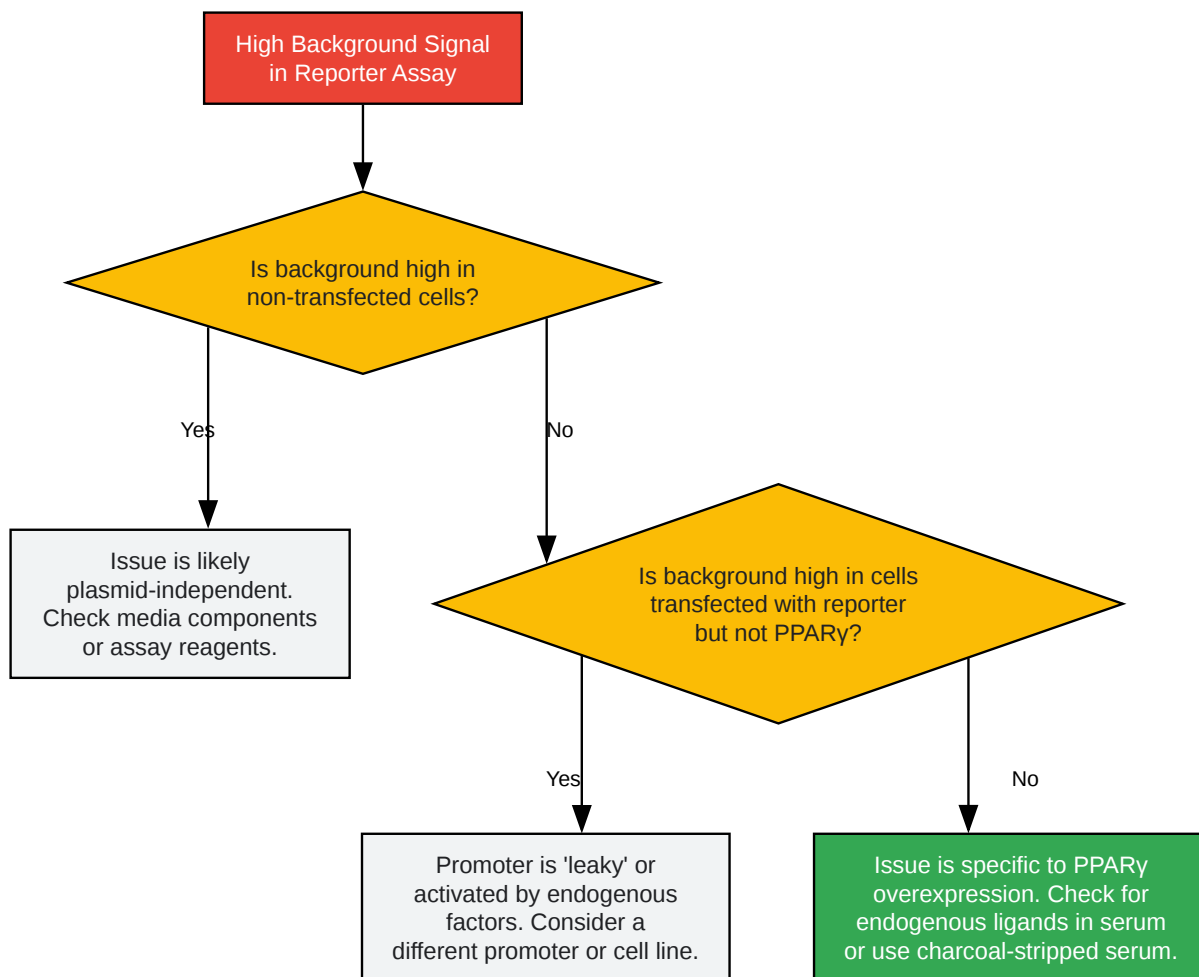 High Background Signal
in Reporter Assay
Is background high in
non-transfected cells?
Yes
No
Issue is likely
plasmid-independent.
Check media components
or assay reagents.
Is background high in cells
transfected with reporter
but not PPARγ?
Yes
No
Promoter is 'leaky' or
activated by endogenous
factors. Consider a
different promoter or cell line.
Issue is specific to PPARγ
overexpression. Check for
endogenous ligands in serum
or use charcoal-stripped serum.